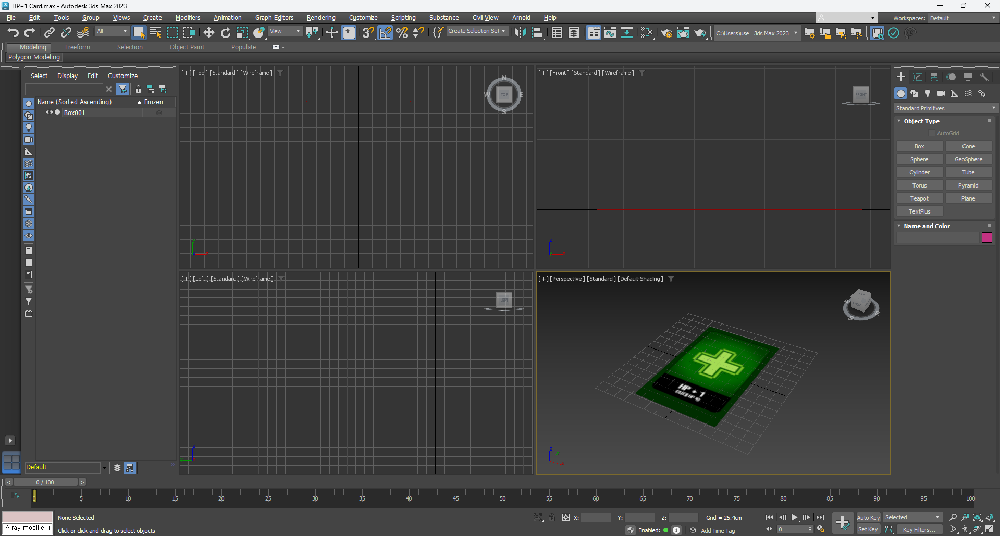 HP+1 Card.max - Autodesk 3ds Max 2023
File Edit Tools Group Views Create Modifiers Animation Graph Editors Rendering Customize Scripting Substance Civil View Arnold Help
Workspaces: Default
All View Create Selection Set C:\Users\use...3ds Max 2023
Modeling Freeform Selection Object Paint Populate
Polygon Modeling
Select Display Edit Customize
Name (Sorted Ascending) Frozen
Box001
Default
[+] [Top] [Standard] [Wireframe]
N
W TOP E
S
y
z x
[+] [Front] [Standard] [Wireframe]
FRONT
z
y x
[+] [Left] [Standard] [Wireframe]
LEFT
z
y x
[+] [Perspective] [Standard] [Default Shading]
TOP
S E
HP + 1
z y
x
Standard Primitives
Object Type
AutoGrid
Box Cone
Sphere GeoSphere
Cylinder Tube
Torus Pyramid
Teapot Plane
TextPlus
Name and Color
< 0 / 100 >
0 5 10 15 20 25 30 35 40 45 50 55 60 65 70 75 80 85 90 95 100
None Selected X: Y: Z: Grid = 25.4cm Auto Key Selected
Array modifier r
Click or click-and-drag to select objects Enabled: 1 Add Time Tag 0 Set Key Key Filters...